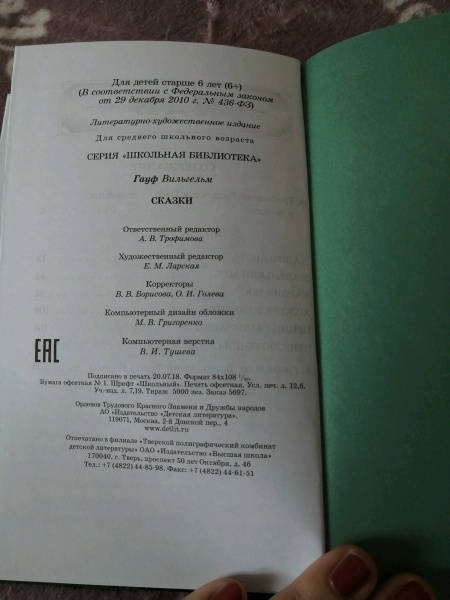 Для детей старше 6 лет (6+)
(В соответствии с Федеральным законом
от 29 декабря 2010 г. № 436-ФЗ)
Литературно-художественное издание
Для среднего школьного возраста
СЕРИЯ «ШКОЛЬНАЯ БИБЛИОТЕКА»
Гауф Вильгельм
СКАЗКИ
Ответственный редактор
А. В. Трофимова
Художественный редактор
Е. М. Ларская
Корректоры
В. В. Борисова, О. И. Голева
Компьютерный дизайн обложки
М. В. Григоренко
Компьютерная верстка
В. И. Тушева
EAC
Подписано в печать 20.07.18. Формат 84х108 1/32.
Бумага офсетная № 1. Шрифт «Школьный». Печать офсетная. Усл. печ. л. 12,6.
Уч.-изд. л. 7,19. Тираж 5000 экз. Заказ 5697.
Орденов Трудового Красного Знамени и Дружбы народов
АО «Издательство «Детская литература».
119071, Москва, 2-й Донской пер., 4
www.detlit.ru
Отпечатано в филиале «Тверской полиграфический комбинат
детской литературы» ОАО «Издательство «Высшая школа»
170040, г. Тверь, проспект 50 лет Октября, д. 46
Тел.: +7 (4822) 44-85-98. Факс: +7 (4822) 44-61-51